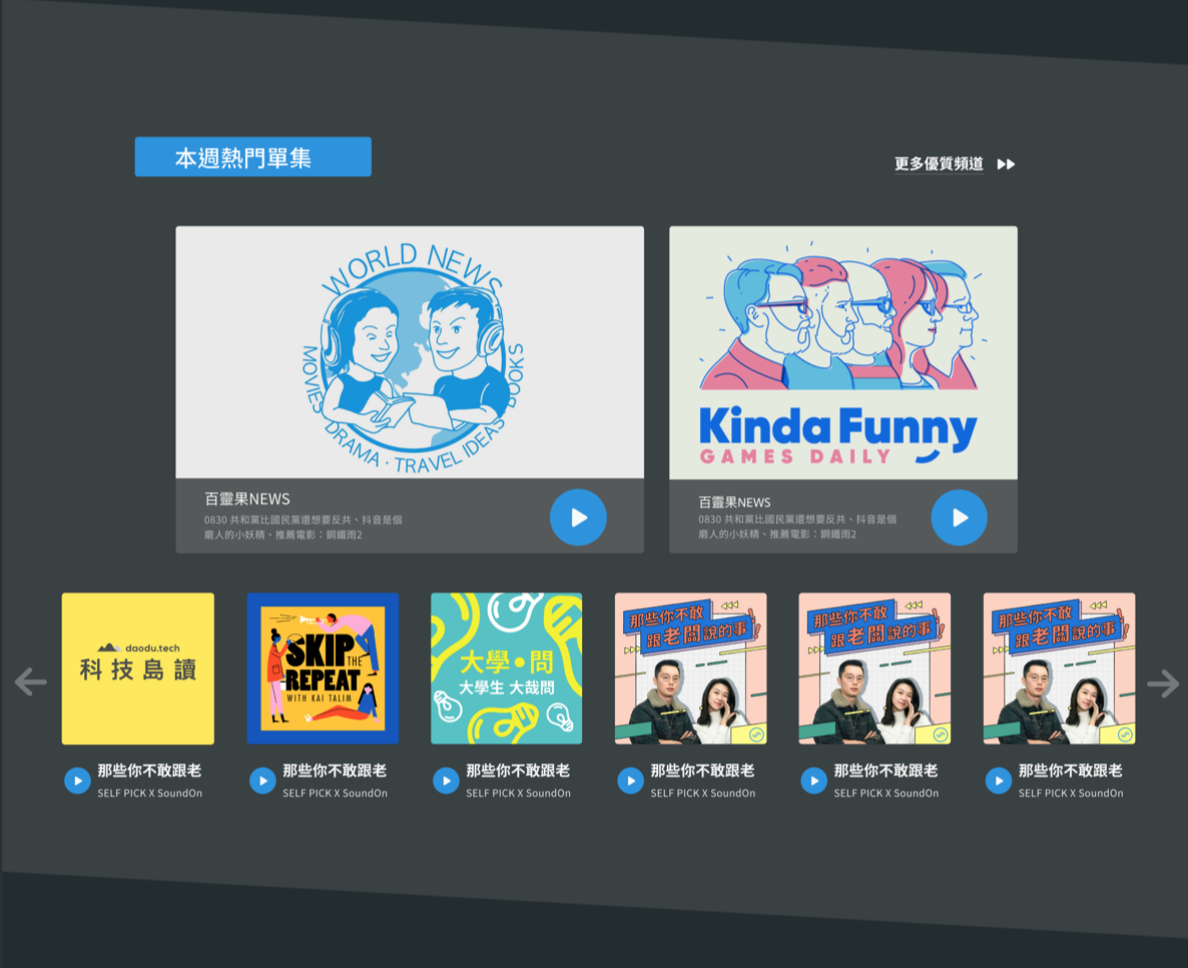 本週熱門單集
更多優質頻道
WORLD NEWS
MOVIES · DRAMA · TRAVEL IDEAS · BOOKS
Kinda Funny
GAMES DAILY
百靈果NEWS
0830 共和黨比國民黨還想要反共、抖音是個
磨人的小妖精、推薦電影：鋼鐵雨2
百靈果NEWS
0830 共和黨比國民黨還想要反共、抖音是個
磨人的小妖精、推薦電影：鋼鐵雨2
daodu.tech
科技島讀
SKIP THE
REPEAT
WITH KAI TALIM
大學•問
大學生 大哉問
那些你不敢
跟老闆說的事!
那些你不敢
跟老闆說的事!
那些你不敢
跟老闆說的事!
那些你不敢跟老
SELF PICK X SoundOn
那些你不敢跟老
SELF PICK X SoundOn
那些你不敢跟老
SELF PICK X SoundOn
那些你不敢跟老
SELF PICK X SoundOn
那些你不敢跟老
SELF PICK X SoundOn
那些你不敢跟老
SELF PICK X SoundOn